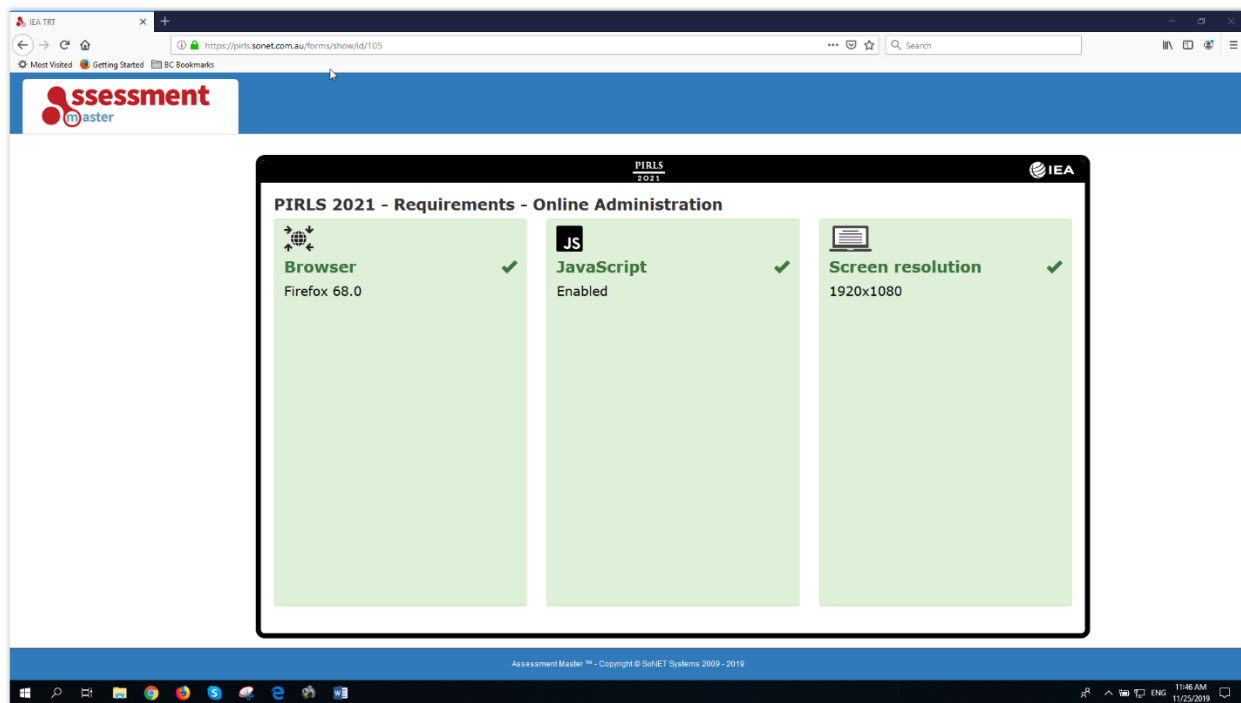 IEA TRT
https://pirls.sonet.com.au/forms/show/id/105
Search
Most Visited Getting Started BC Bookmarks
ssessment
master
PIRLS
2021
IEA
PIRLS 2021 - Requirements - Online Administration
Browser
Firefox 68.0
JS
JavaScript
Enabled
Screen resolution
1920x1080
Assessment Master ™ - Copyright © SoNET Systems 2009 - 2019
ENG
11:46 AM
11/25/2019